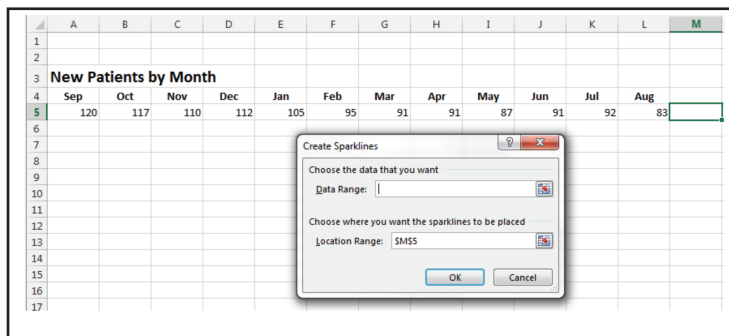 A B C D E F G H I J K L M
1
2
3 New Patients by Month
4 Sep Oct Nov Dec Jan Feb Mar Apr May Jun Jul Aug
5 120 117 110 112 105 95 91 91 87 91 92 83
6
7 Create Sparklines ?
8 Choose the data that you want
9
10 Data Range:
11
12 Choose where you want the sparklines to be placed
13 Location Range: $M$5
14
15 OK Cancel
16
17